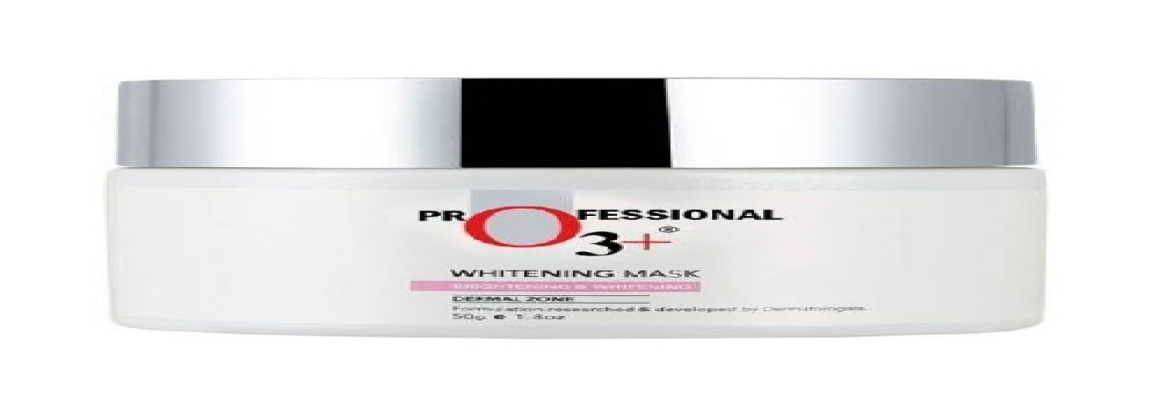 PROFESSIONAL
O3+®
WHITENING MASK
BRIGHTENING & WHITENING
DERMAL ZONE
Formulation researched & developed by Dermatologists.
50g e 1.8oz